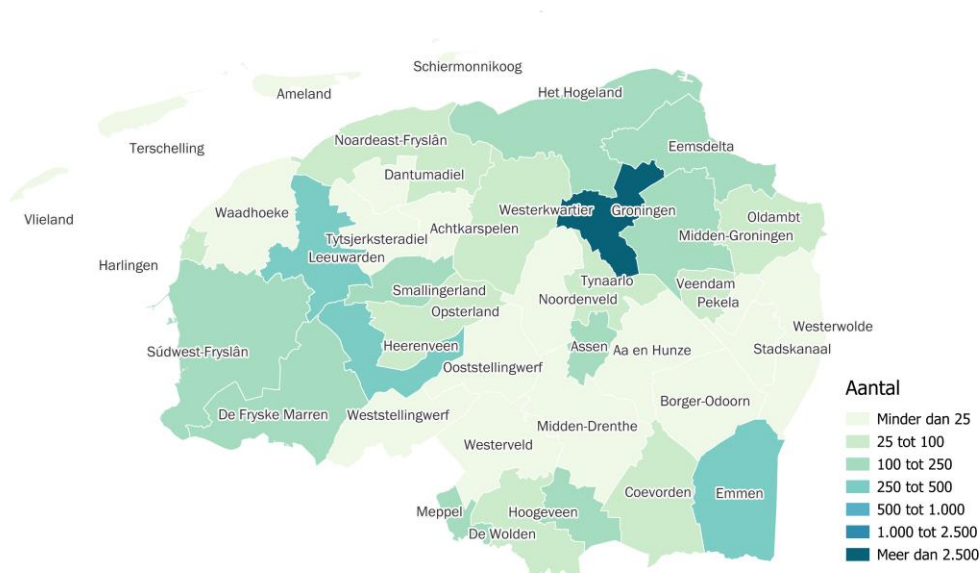 Schiermonnikoog
Ameland
Het Hogeland
Terschelling
Noardeast-Fryslân
Eemsdelta
Dantumadiel
Vlieland
Waadhoeke
Westerkwartier
Groningen
Oldambt
Achtkarspelen
Tytsjerksteradiel
Midden-Groningen
Leeuwarden
Harlingen
Smallingerland
Tynaarlo
Veendam
Noordenveld
Pekela
Opsterland
Westerwolde
Heerenveen
Assen
Aa en Hunze
Stadskanaal
Súdwest-Fryslân
Ooststellingwerf
Borger-Odoorn
De Fryske Marren
Weststellingwerf
Midden-Drenthe
Westerveld
Coevorden
Emmen
Meppel
Hoogeveen
De Wolden
Aantal
Minder dan 25
25 tot 100
100 tot 250
250 tot 500
500 tot 1.000
1.000 tot 2.500
Meer dan 2.500